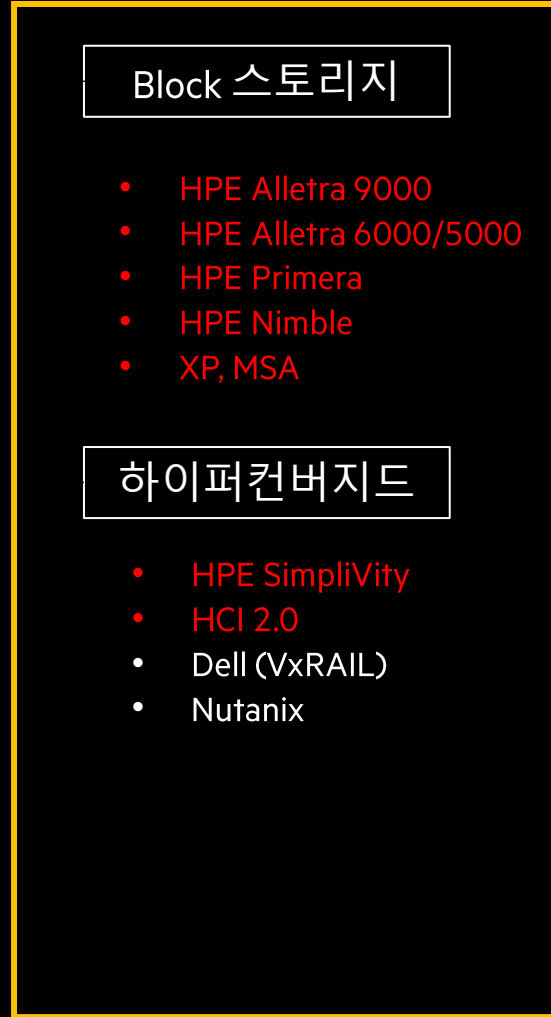 Block 스토리지
• HPE Alletra 9000
• HPE Alletra 6000/5000
• HPE Primera
• HPE Nimble
• XP, MSA
하이퍼컨버지드
• HPE SimpliVity
• HCI 2.0
• Dell (VxRAIL)
• Nutanix